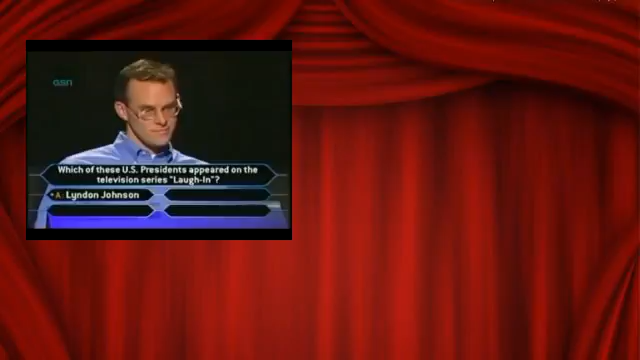 GSN
Which of these U.S. Presidents appeared on the
television series "Laugh-In"?
A: Lyndon Johnson